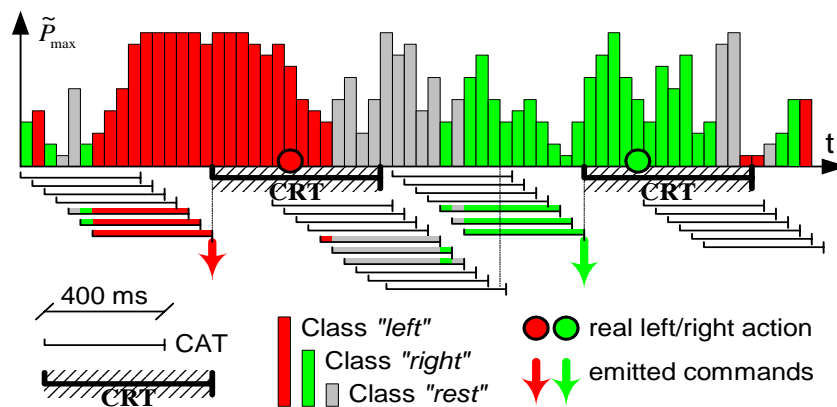 P̃max
t
CRT CRT
400 ms
CAT
CRT
Class "left"
Class "right"
Class "rest"
real left/right action
emitted commands